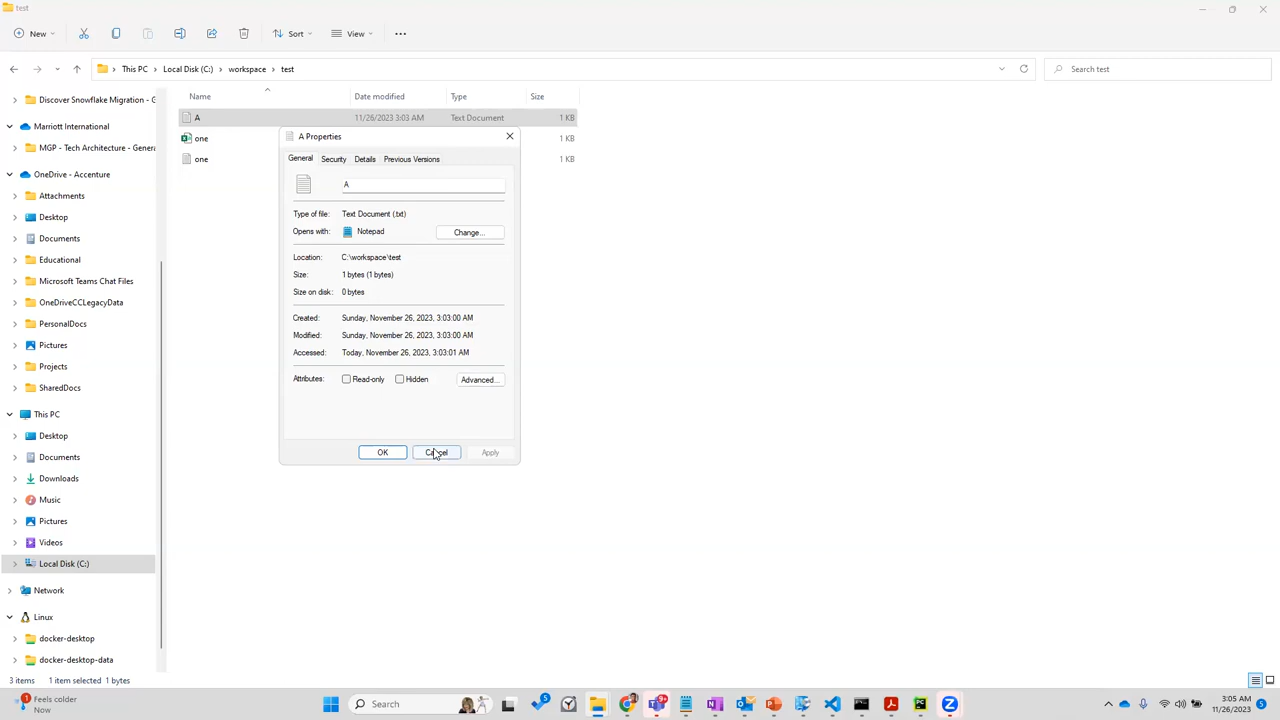 test
New
Sort
View
This PC
Local Disk (C:)
workspace
test
Search test
Name
Date modified
Type
Size
A
11/26/2023 3:03 AM
Text Document
1 KB
one
1 KB
one
1 KB
Discover Snowflake Migration - G
Marriott International
MGP - Tech Architecture - Genera
OneDrive - Accenture
Attachments
Desktop
Documents
Educational
Microsoft Teams Chat Files
OneDriveCCLegacyData
PersonalDocs
Pictures
Projects
SharedDocs
This PC
Desktop
Documents
Downloads
Music
Pictures
Videos
Local Disk (C:)
Network
Linux
docker-desktop
docker-desktop-data
A Properties
General
Security
Details
Previous Versions
A
Type of file:
Text Document (.txt)
Opens with:
Notepad
Change...
Location:
C:\workspace\test
Size:
1 bytes (1 bytes)
Size on disk:
0 bytes
Created:
Sunday, November 26, 2023, 3:03:00 AM
Modified:
Sunday, November 26, 2023, 3:03:00 AM
Accessed:
Today, November 26, 2023, 3:03:01 AM
Attributes:
Read-only
Hidden
Advanced...
OK
Cancel
Apply
3 items
1 item selected 1 bytes
1
Feels colder
Now
Search
5
9+
3:05 AM
11/26/2023
5